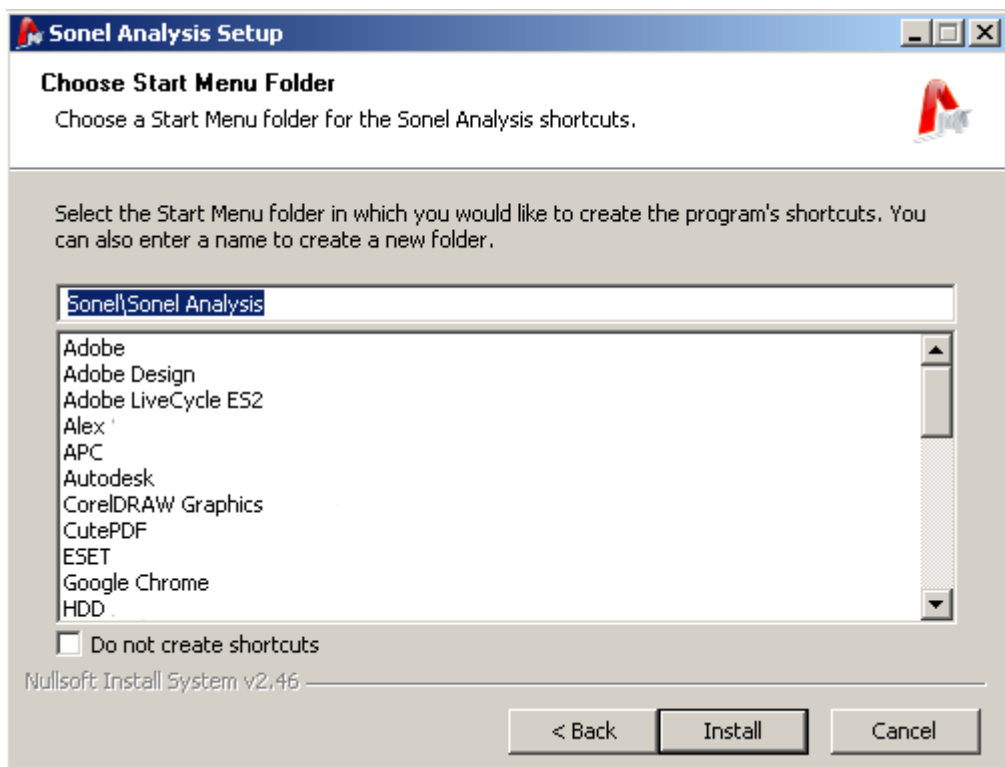 Sonel Analysis Setup
Choose Start Menu Folder
Choose a Start Menu folder for the Sonel Analysis shortcuts.
Select the Start Menu folder in which you would like to create the program's shortcuts. You
can also enter a name to create a new folder.
Sonel\Sonel Analysis
Adobe
Adobe Design
Adobe LiveCycle ES2
Alex
APC
Autodesk
CorelDRAW Graphics
CutePDF
ESET
Google Chrome
HDD
Do not create shortcuts
Nullsoft Install System v2.46
< Back
Install
Cancel